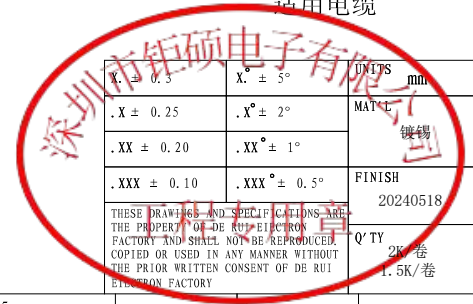 适用电缆
深圳市钜硕电子有限公司
X. ± 0.3 X.° ± 5° UNITS mm
.X ± 0.25 .X° ± 2° MAT'L
镀锡
.XX ± 0.20 .XX° ± 1°
.XXX ± 0.10 .XXX° ± 0.5° FINISH
20240518
工程专用章
THESE DRAWINGS AND SPECIFICATIONS ARE
THE PROPERTY OF DE RUI ELECTRON
FACTORY AND SHALL NOT BE REPRODUCED.
COPIED OR USED IN ANY MANNER WITHOUT
THE PRIOR WRITTEN CONSENT OF DE RUI
ELECTRON FACTORY
Q'TY
2K/卷
1.5K/卷